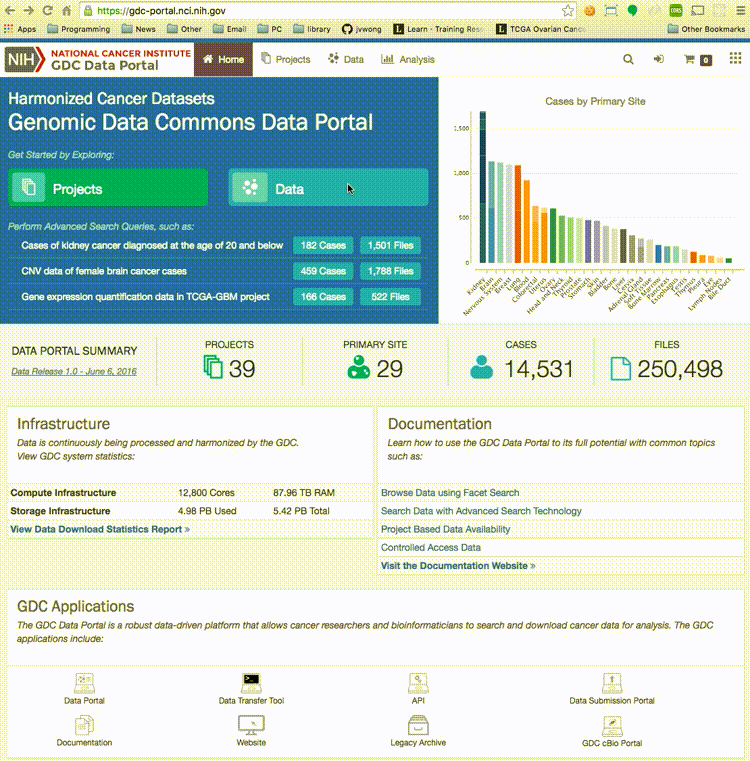 https://gdc-portal.nci.nih.gov
Apps Programming News Other Email PC library jvwong Learn - Training Res TCGA Ovarian Canc Other Bookmarks
NIH NATIONAL CANCER INSTITUTE
GDC Data Portal
Home Projects Data Analysis 0
Harmonized Cancer Datasets
Genomic Data Commons Data Portal
Get Started by Exploring:
Projects Data
Perform Advanced Search Queries, such as:
Cases of kidney cancer diagnosed at the age of 20 and below 182 Cases 1,501 Files
CNV data of female brain cancer cases 459 Cases 1,788 Files
Gene expression quantification data in TCGA-GBM project 166 Cases 522 Files
Cases by Primary Site
1,500
1,000
500
0
Kidney
Brain
Nervous System
Breast
Lung
Blood
Colorectal
Uterus
Ovary
Head and Neck
Thyroid
Prostate
Stomach
Skin
Bladder
Bone
Liver
Cervix
Adrenal Gland
Soft Tissue
Bone Marrow
Pancreas
Esophagus
Testis
Thymus
Pleura
Eye
Lymph Nodes
Bile Duct
DATA PORTAL SUMMARY
Data Release 1.0 - June 6, 2016
PROJECTS
39
PRIMARY SITE
29
CASES
14,531
FILES
250,498
Infrastructure
Data is continuously being processed and harmonized by the GDC.
View GDC system statistics:
Compute Infrastructure 12,800 Cores 87.96 TB RAM
Storage Infrastructure 4.98 PB Used 5.42 PB Total
View Data Download Statistics Report »
Documentation
Learn how to use the GDC Data Portal to its full potential with common topics
such as:
Browse Data using Facet Search
Search Data with Advanced Search Technology
Project Based Data Availability
Controlled Access Data
Visit the Documentation Website »
GDC Applications
The GDC Data Portal is a robust data-driven platform that allows cancer researchers and bioinformaticians to search and download cancer data for analysis. The GDC
applications include:
Data Portal Data Transfer Tool API Data Submission Portal
Documentation Website Legacy Archive GDC cBio Portal